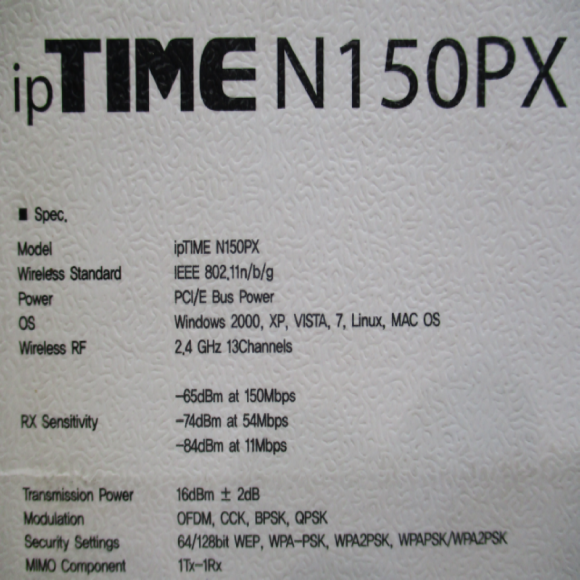 ipTIME N150PX
■ Spec.
Model ipTIME N150PX
Wireless Standard IEEE 802.11n/b/g
Power PCI/E Bus Power
OS Windows 2000, XP, VISTA, 7, Linux, MAC OS
Wireless RF 2.4 GHz 13Channels
-65dBm at 150Mbps
RX Sensitivity -74dBm at 54Mbps
-84dBm at 11Mbps
Transmission Power 16dBm ± 2dB
Modulation OFDM, CCK, BPSK, QPSK
Security Settings 64/128bit WEP, WPA-PSK, WPA2PSK, WPAPSK/WPA2PSK
MIMO Component 1Tx-1Rx